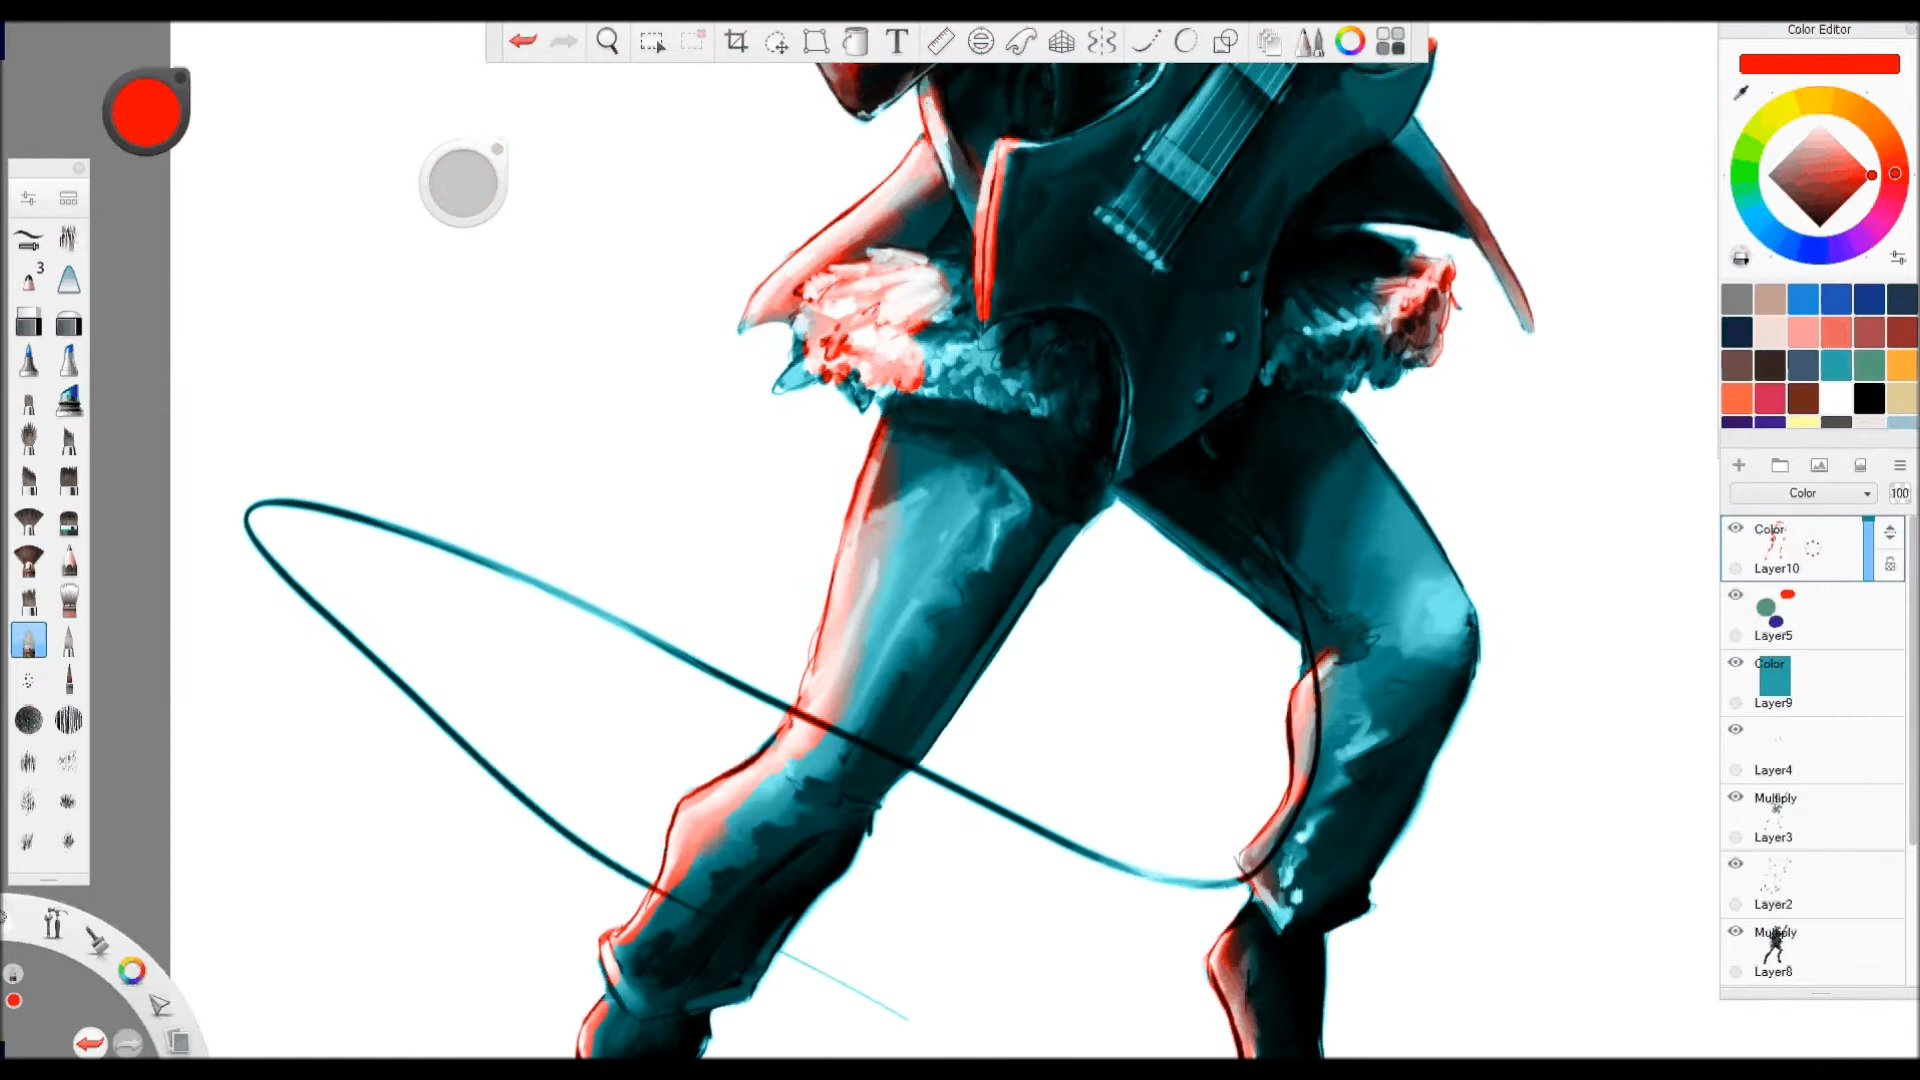 T
Color Editor
3
Color
100
Color
Layer10
Layer5
Color
Layer9
Layer4
Multiply
Layer3
Layer2
Multiply
Layer8